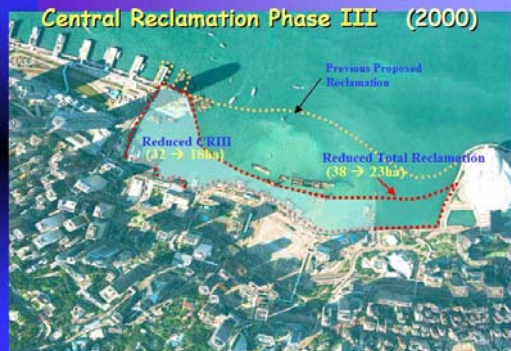 Central Reclamation Phase III (2000)
Previous Proposed
Reclamation
Reduced CRIII
(32 → 18ha)
Reduced Total Reclamation
(38 → 23ha)